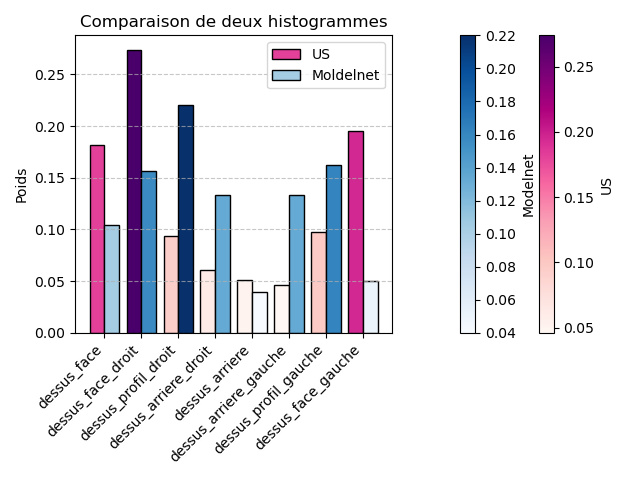 Comparaison de deux histogrammes
US
Moldelnet
Poids
0.25
0.20
0.15
0.10
0.05
0.00
dessus_face
dessus_face_droit
dessus_profil_droit
dessus_arriere_droit
dessus_arriere
dessus_arriere_gauche
dessus_profil_gauche
dessus_face_gauche
0.22
0.20
0.18
0.16
0.14
0.12
0.10
0.08
0.06
0.04
Modelnet
0.25
0.20
0.15
0.10
0.05
US